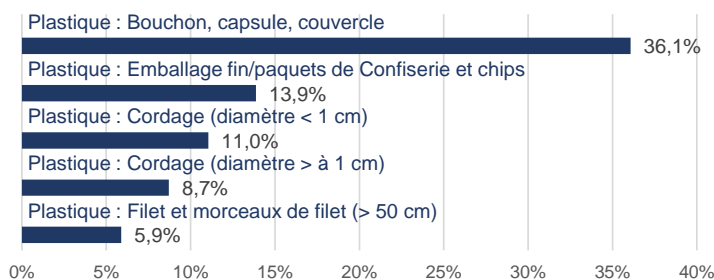 Plastique : Bouchon, capsule, couvercle
36,1%
Plastique : Emballage fin/paquets de Confiserie et chips
13,9%
Plastique : Cordage (diamètre < 1 cm)
11,0%
Plastique : Cordage (diamètre > à 1 cm)
8,7%
Plastique : Filet et morceaux de filet (> 50 cm)
5,9%
0% 5% 10% 15% 20% 25% 30% 35% 40%